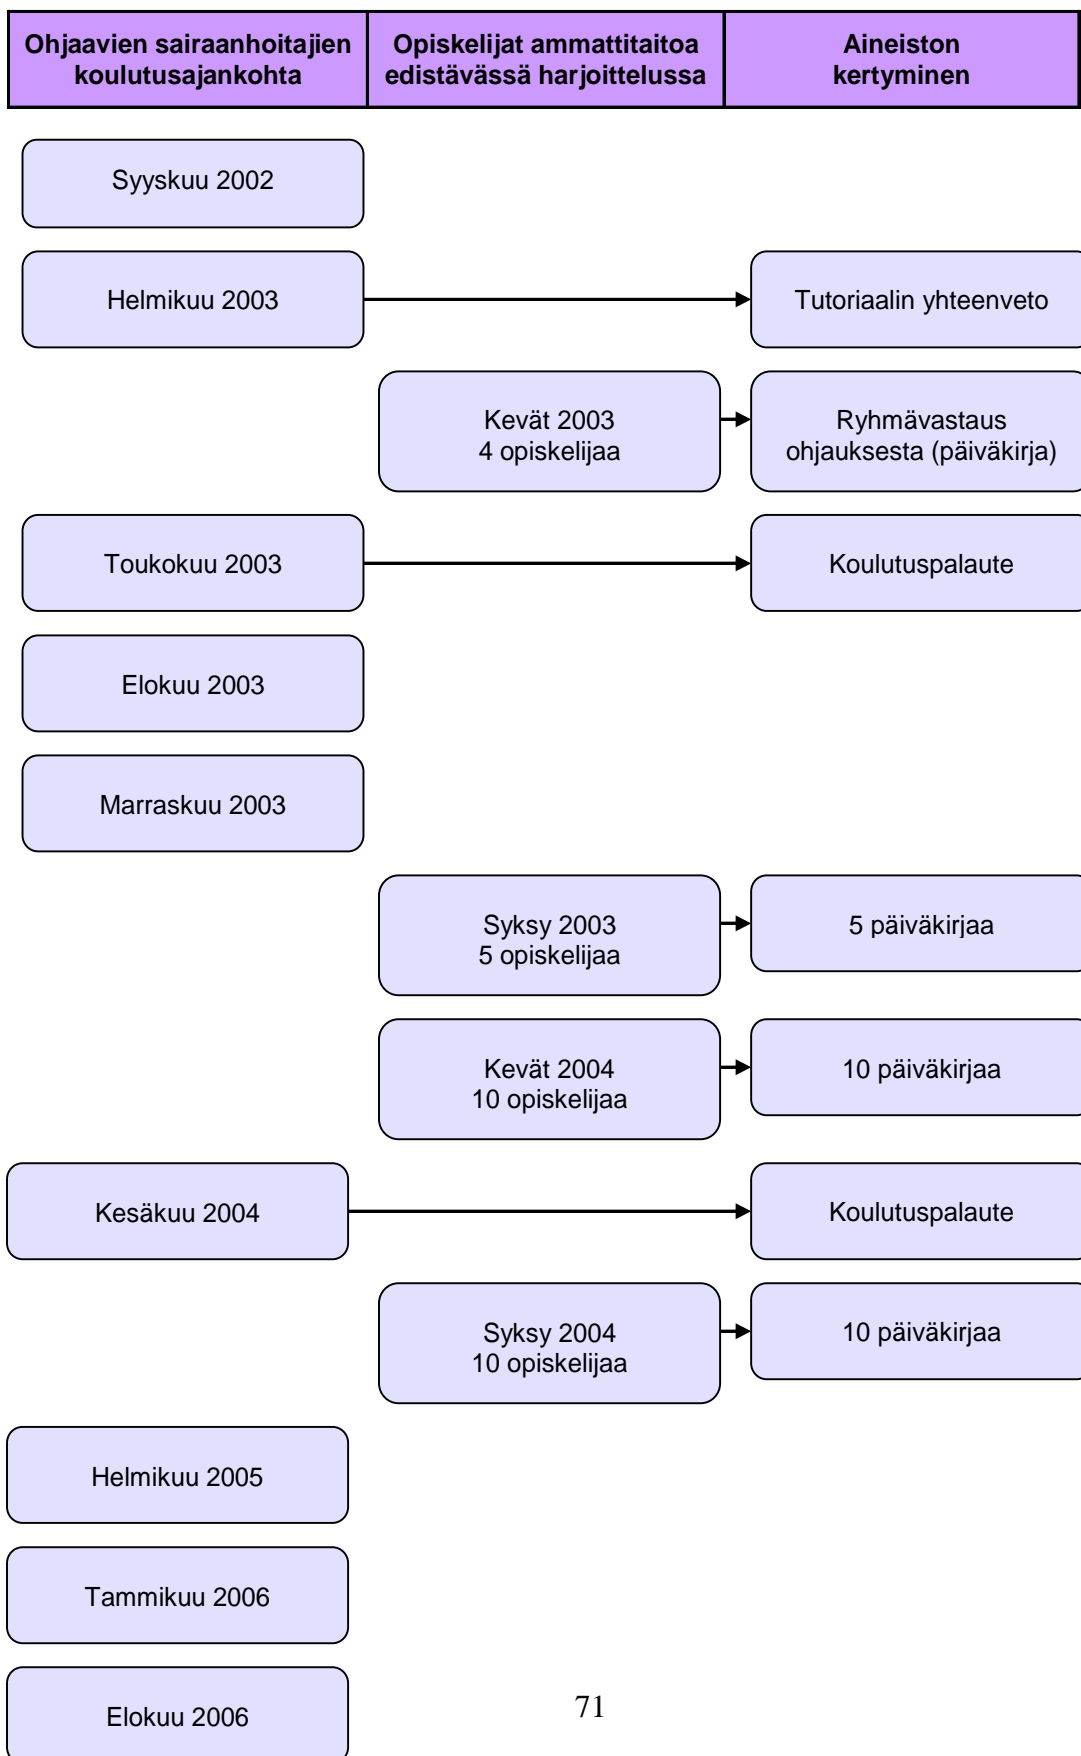 Ohjaavien sairaanhoitajien
koulutusajankohta
Opiskelijat ammattitaitoa
edistävässä harjoittelussa
Aineiston
kertyminen
Syyskuu 2002
Helmikuu 2003
Tutoriaalin yhteenveto
Kevät 2003
4 opiskelijaa
Ryhmävastaus
ohjauksesta (päiväkirja)
Toukokuu 2003
Koulutuspalaute
Elokuu 2003
Marraskuu 2003
Syksy 2003
5 opiskelijaa
5 päiväkirjaa
Kevät 2004
10 opiskelijaa
10 päiväkirjaa
Kesäkuu 2004
Koulutuspalaute
Syksy 2004
10 opiskelijaa
10 päiväkirjaa
Helmikuu 2005
Tammikuu 2006
Elokuu 2006
71